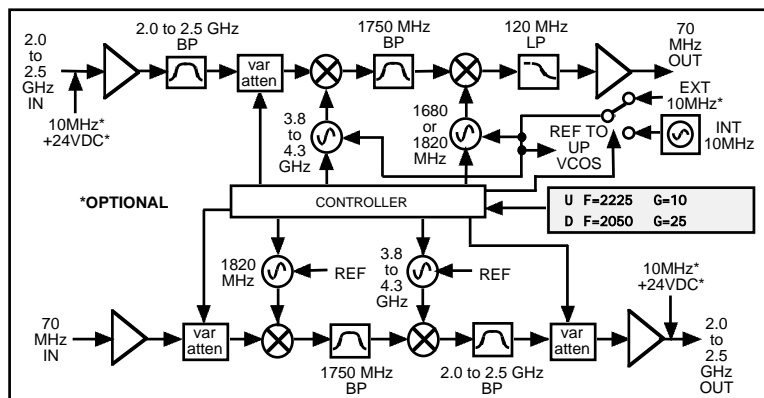 2.0
to
2.5
GHz
IN
2.0 to 2.5 GHz
BP
1750 MHz
BP
120 MHz
LP
70
MHz
OUT
var
atten
10MHz*
+24VDC*
3.8
to
4.3
GHz
1680
or
1820
MHz
EXT
10MHz*
REF TO
UP
VCOS
INT
10MHz
*OPTIONAL
CONTROLLER
U F=2225 G=10
D F=2050 G=25
1820
MHz
REF
3.8
to
4.3
GHz
REF
10MHz*
+24VDC*
70
MHz
IN
var
atten
1750 MHz
BP
2.0 to 2.5 GHz
BP
var
atten
2.0
to
2.5
GHz
OUT